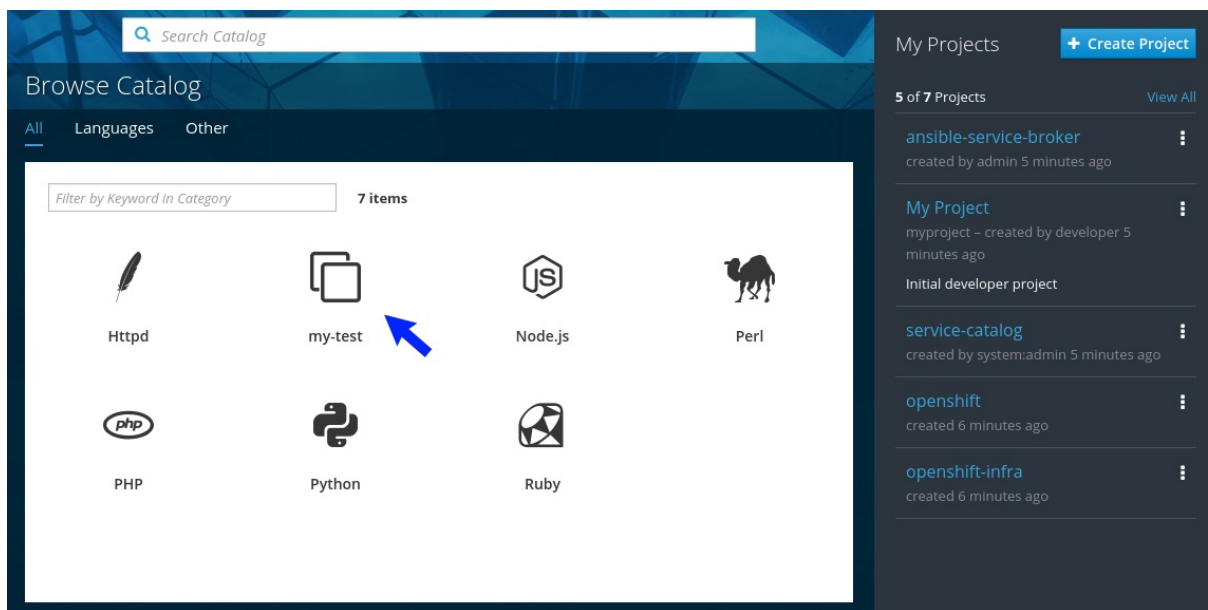 Search Catalog
Browse Catalog
All Languages Other
Filter by Keyword in Category 7 items
JS
Httpd my-test Node.js Perl
php
PHP Python Ruby
My Projects + Create Project
5 of 7 Projects View All
ansible-service-broker
created by admin 5 minutes ago
My Project
myproject – created by developer 5
minutes ago
Initial developer project
service-catalog
created by system:admin 5 minutes ago
openshift
created 6 minutes ago
openshift-infra
created 6 minutes ago